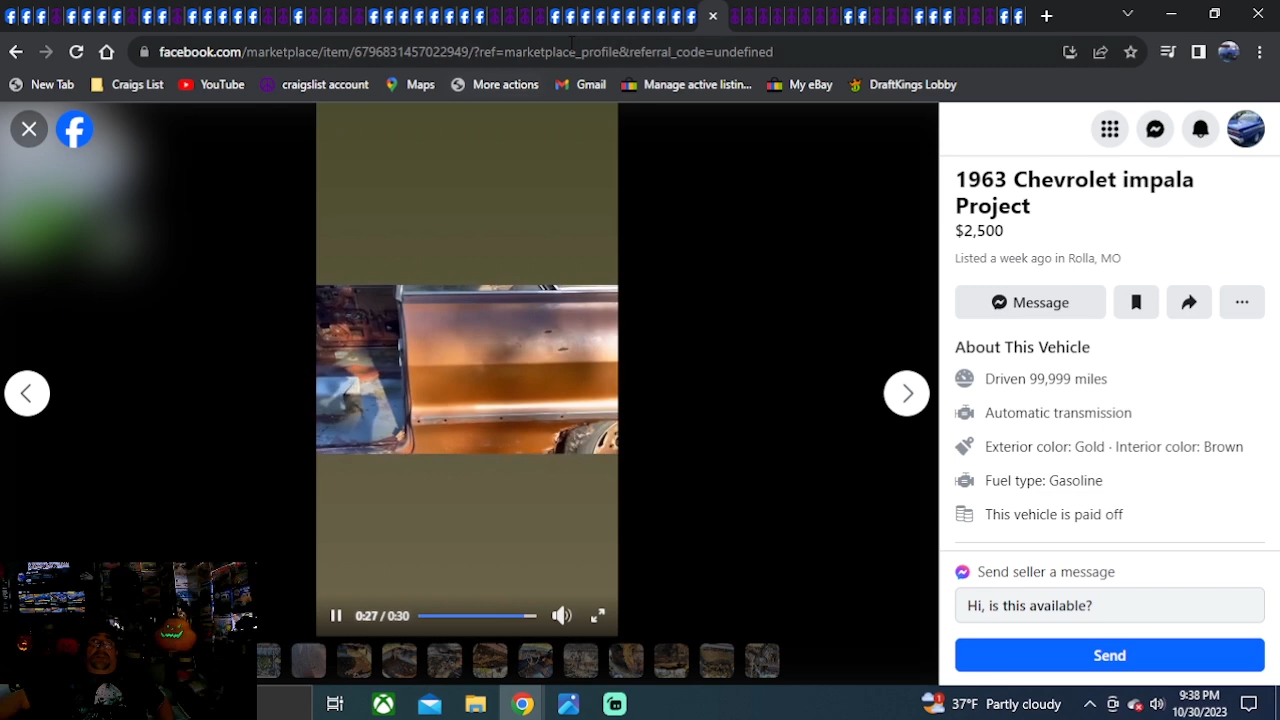 facebook.com/marketplace/item/6796831457022949/?ref=marketplace_profile&referral_code=undefined
New Tab
Craigs List
YouTube
craigslist account
Maps
More actions
Gmail
Manage active listin...
My eBay
DraftKings Lobby
1963 Chevrolet impala
Project
$2,500
Listed a week ago in Rolla, MO
Message
About This Vehicle
Driven 99,999 miles
Automatic transmission
Exterior color: Gold · Interior color: Brown
Fuel type: Gasoline
This vehicle is paid off
Send seller a message
Hi, is this available?
Send
0:27 / 0:30
37°F Partly cloudy
9:38 PM
10/30/2023